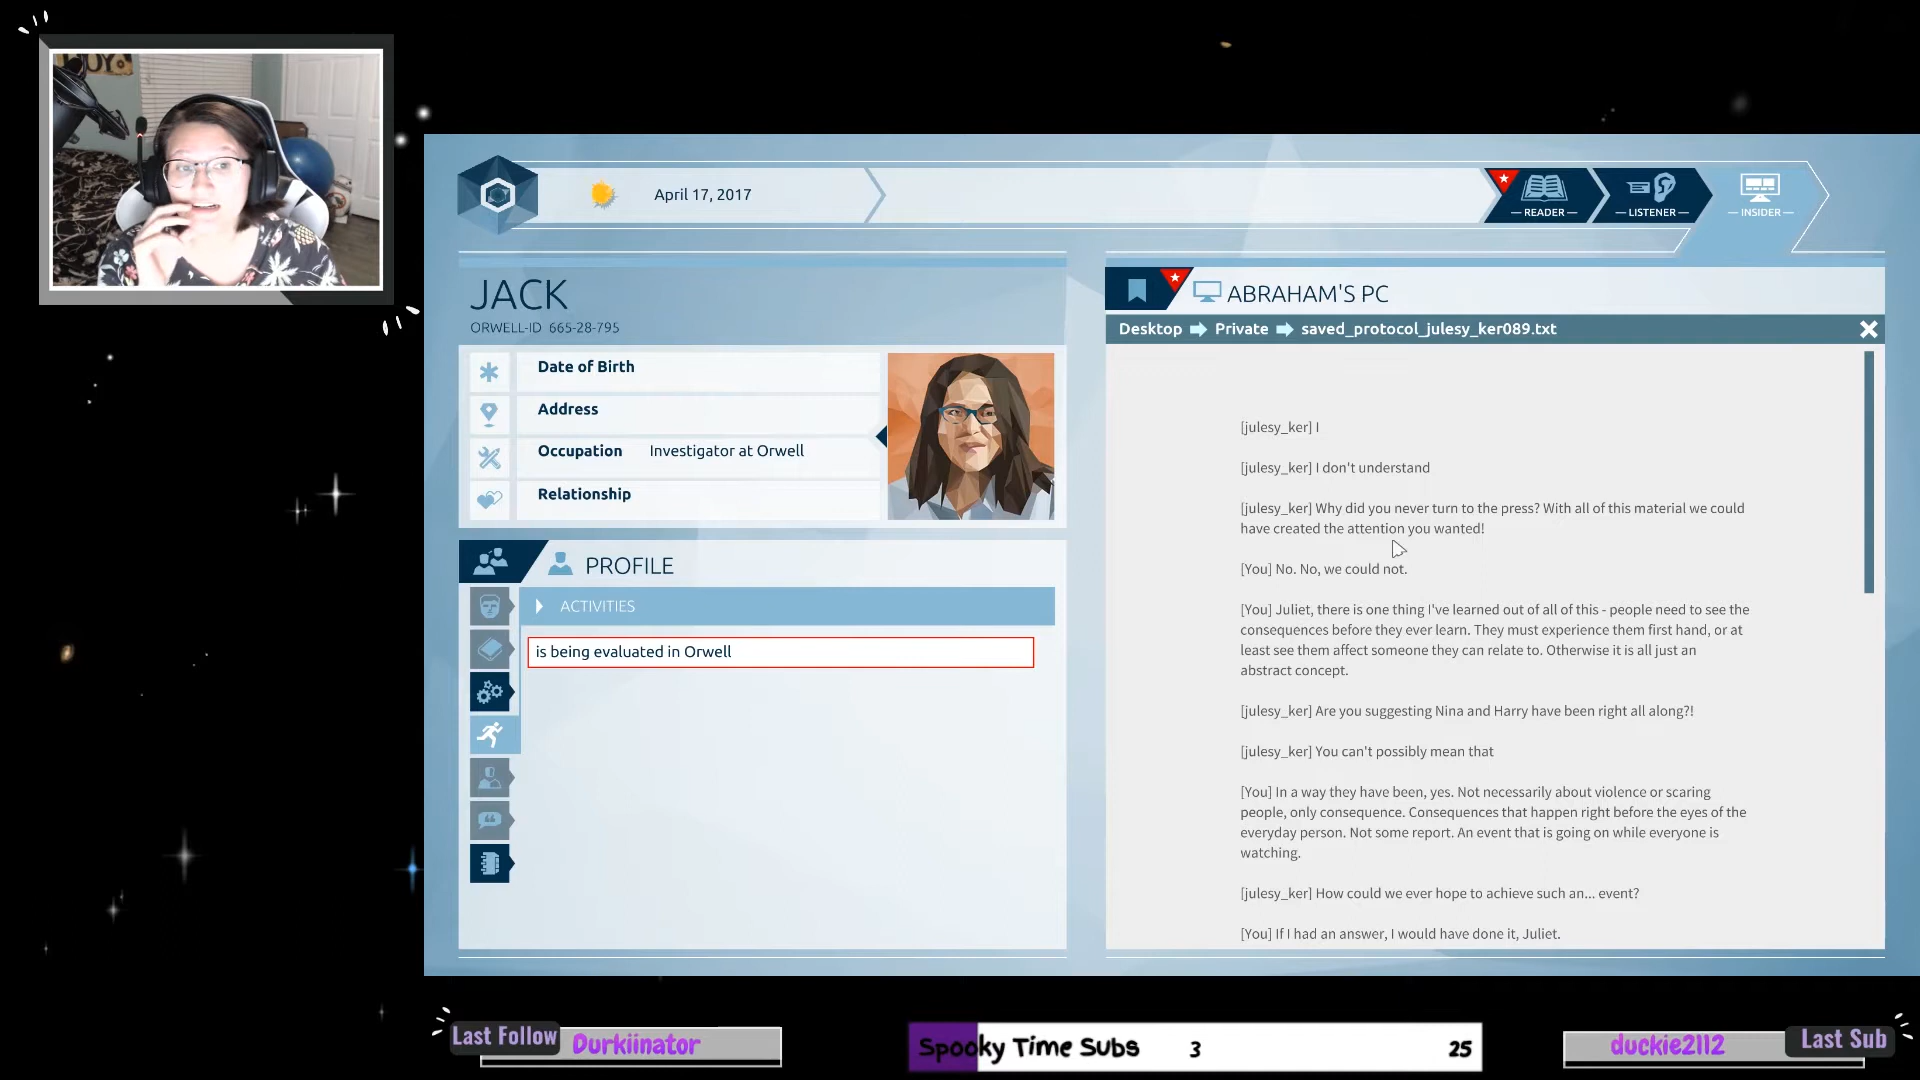 April 17, 2017
READER
LISTENER
INSIDER
JACK
ORWELL-ID 665-28-795
Date of Birth
Address
Occupation Investigator at Orwell
Relationship
PROFILE
ACTIVITIES
is being evaluated in Orwell
ABRAHAM'S PC
Desktop Private saved_protocol_julesy_ker089.txt
[julesy_ker] I
[julesy_ker] I don't understand
[julesy_ker] Why did you never turn to the press? With all of this material we could
have created the attention you wanted!
[You] No. No, we could not.
[You] Juliet, there is one thing I've learned out of all of this - people need to see the
consequences before they ever learn. They must experience them first hand, or at
least see them affect someone they can relate to. Otherwise it is all just an
abstract concept.
[julesy_ker] Are you suggesting Nina and Harry have been right all along?!
[julesy_ker] You can't possibly mean that
[You] In a way they have been, yes. Not necessarily about violence or scaring
people, only consequence. Consequences that happen right before the eyes of the
everyday person. Not some report. An event that is going on while everyone is
watching.
[julesy_ker] How could we ever hope to achieve such an... event?
[You] If I had an answer, I would have done it, Juliet.
Last Follow Durkiinator
Spooky Time Subs 3 25
duckie2112 Last Sub